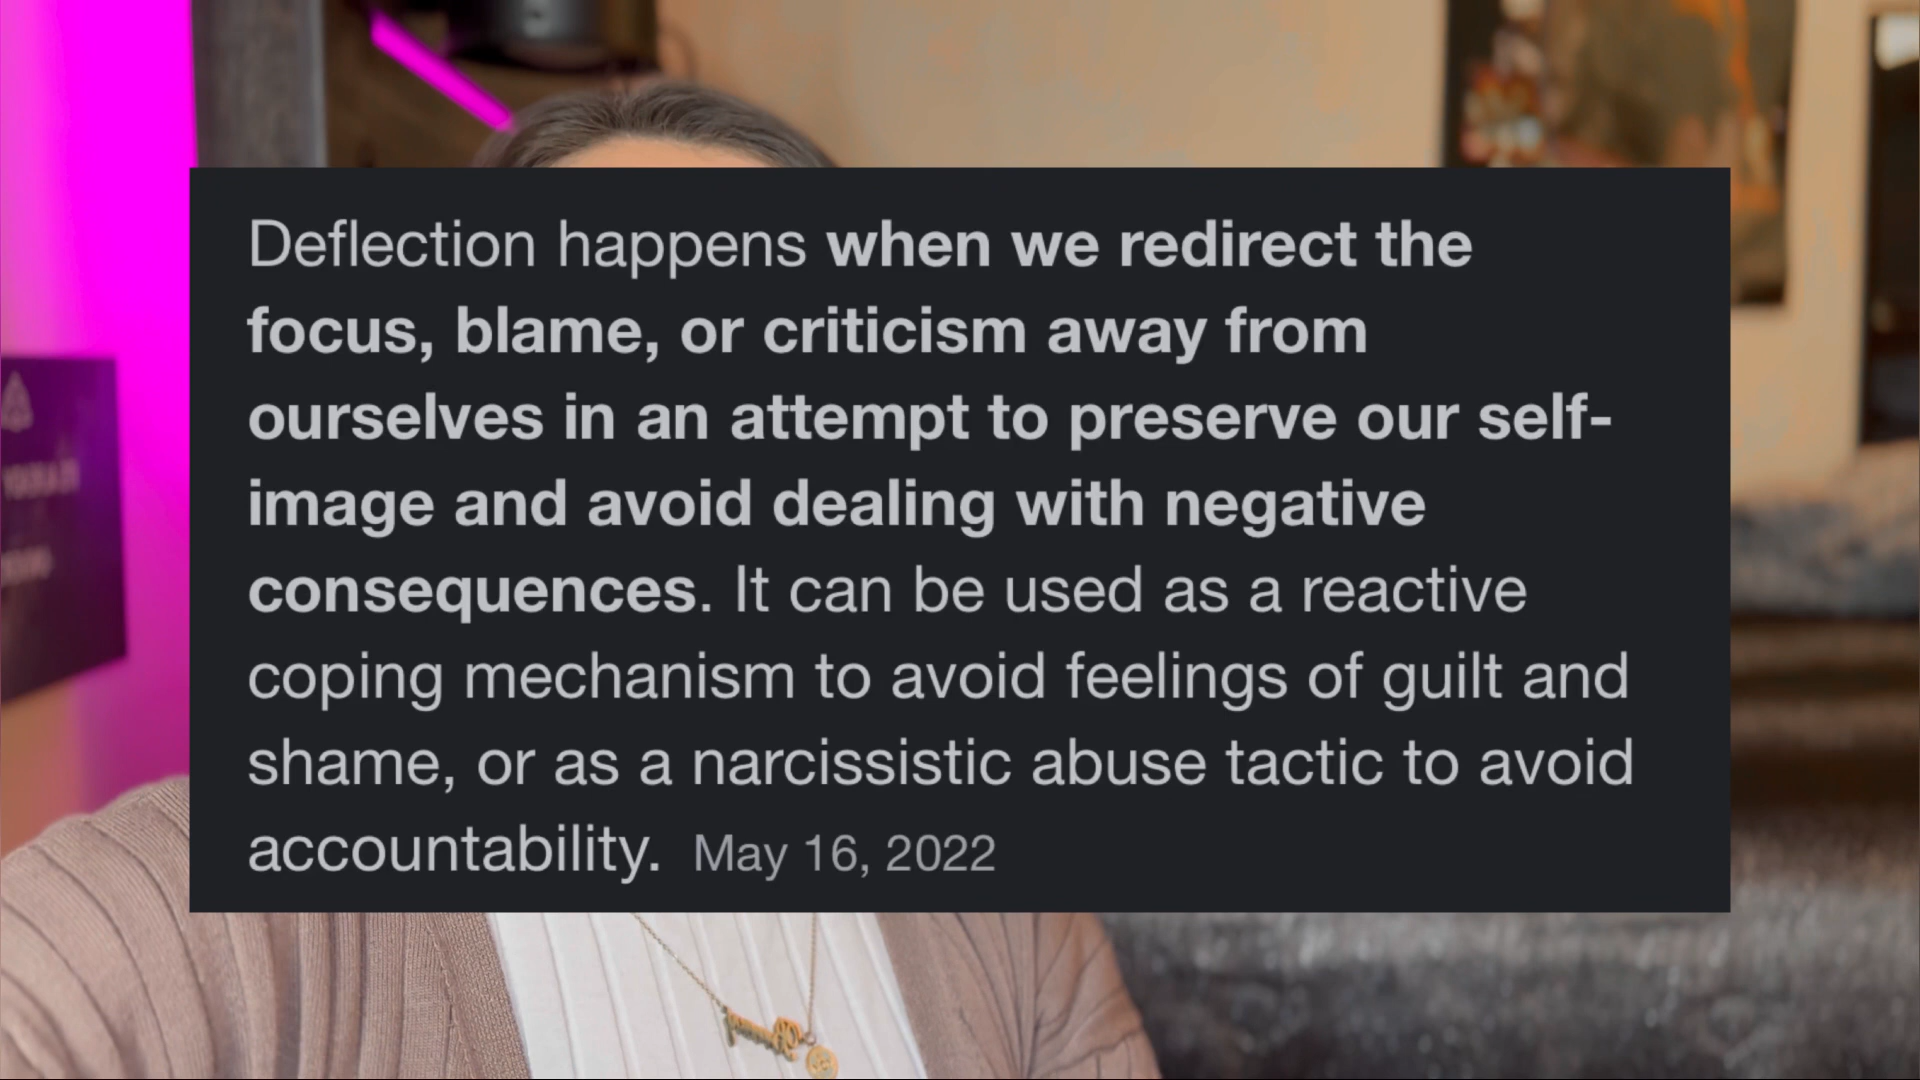 Deflection happens when we redirect the
focus, blame, or criticism away from
ourselves in an attempt to preserve our self-
image and avoid dealing with negative
consequences. It can be used as a reactive
coping mechanism to avoid feelings of guilt and
shame, or as a narcissistic abuse tactic to avoid
accountability. May 16, 2022